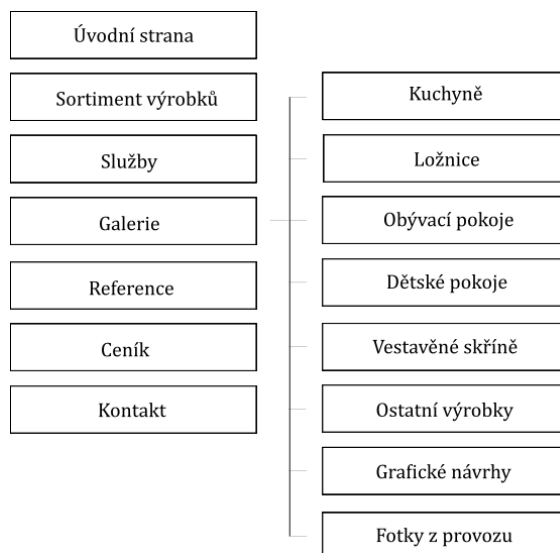 Úvodní strana
Sortiment výrobků
Služby
Galerie
Reference
Ceník
Kontakt
Kuchyně
Ložnice
Obývací pokoje
Dětské pokoje
Vestavěné skříně
Ostatní výrobky
Grafické návrhy
Fotky z provozu